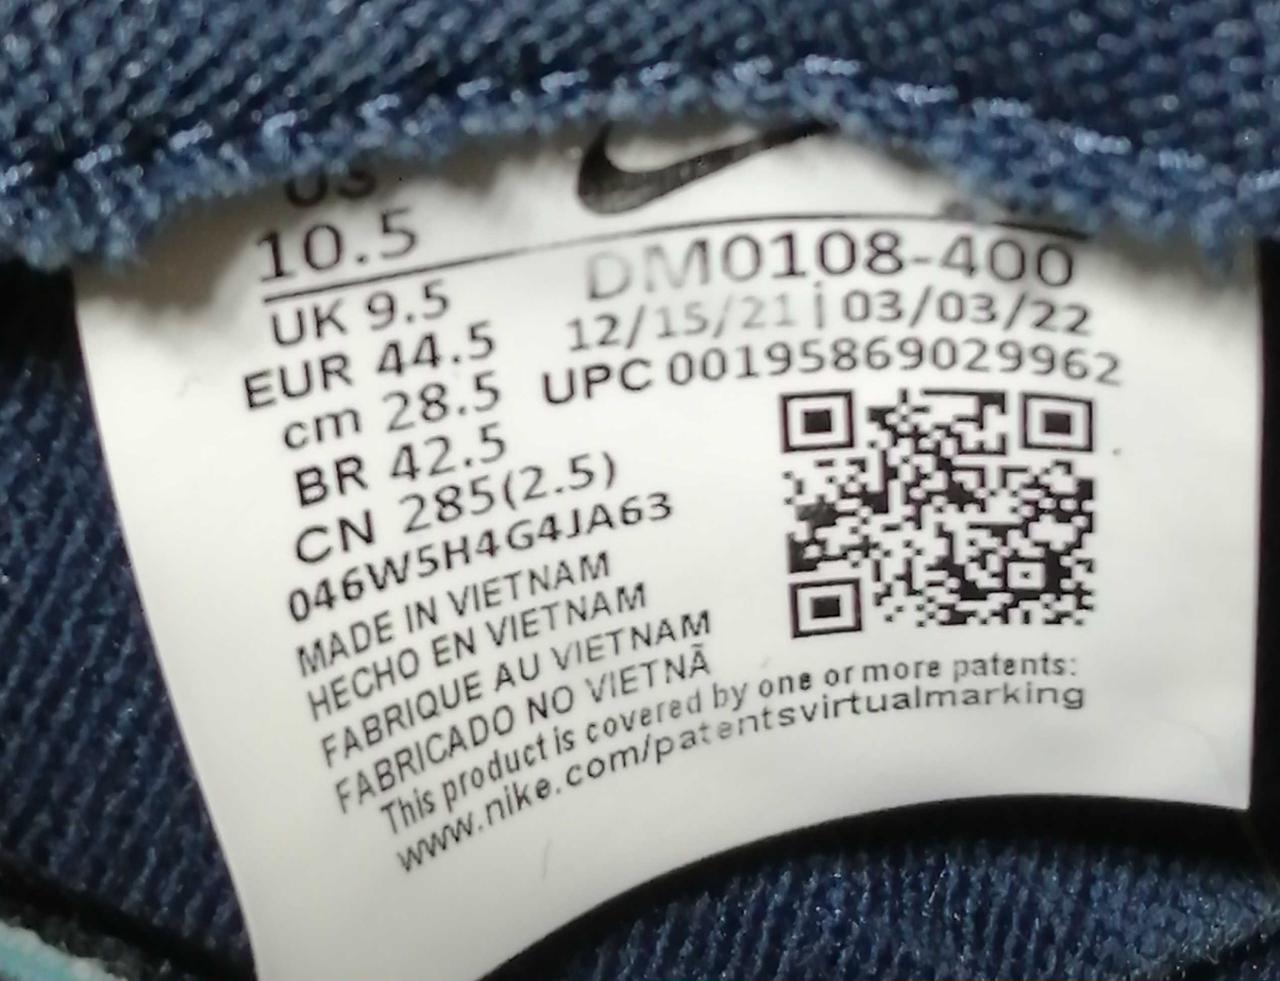 US
10.5
UK 9.5
EUR 44.5
cm 28.5
BR 42.5
CN 285(2.5)
046W5H4G4JA63
MADE IN VIETNAM
HECHO EN VIETNAM
FABRIQUE AU VIETNAM
FABRICADO NO VIETNÃ
This product is covered by one or more patents:
www.nike.com/patentsvirtualmarking
DM0108-400
12/15/21 | 03/03/22
UPC 00195869029962